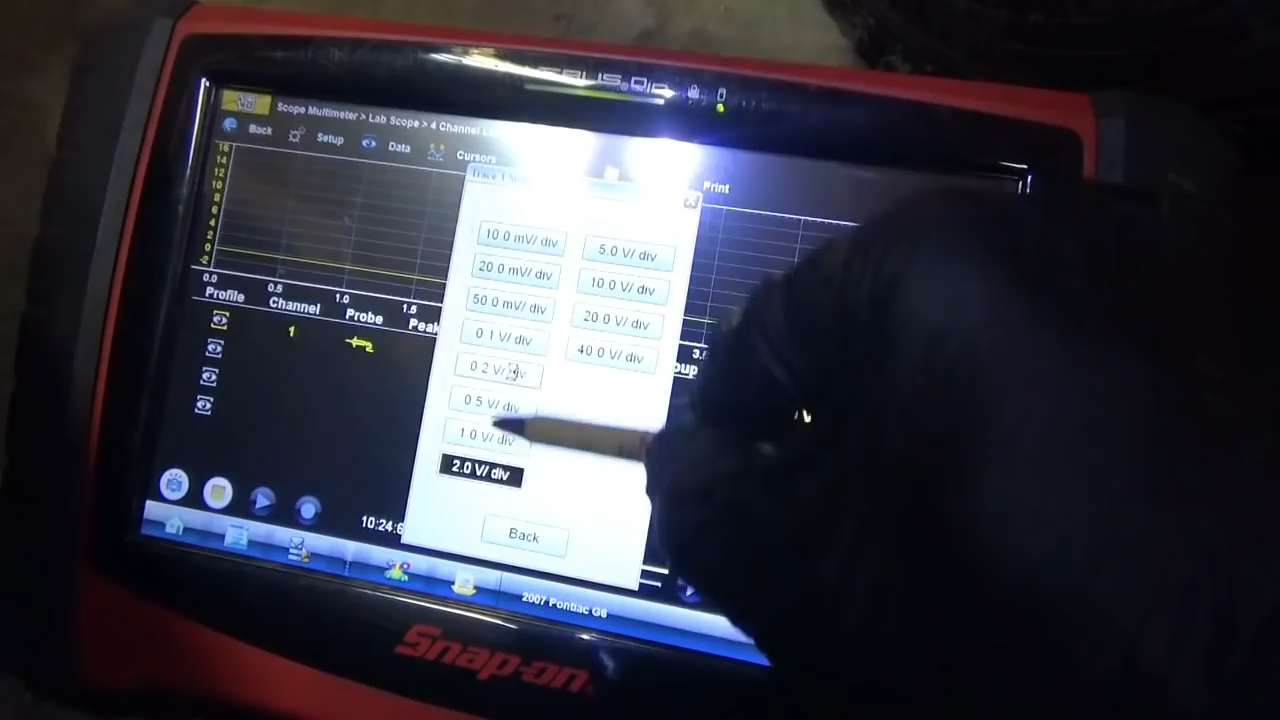 Scope Multimeter > Lab Scope > 4 Channel
Back Setup Data Cursors Print
Trace 1
16
14
12
10
8
6
4
2
0
-2
0.0 0.5 1.0 1.5
Profile Channel Probe Peak
1
10.0 mV/ div
20.0 mV/ div
50.0 mV/ div
0.1 V/ div
0.2 V/ div
0.5 V/ div
1.0 V/ div
2.0 V/ div
5.0 V/ div
10.0 V/ div
20.0 V/ div
40.0 V/ div
Back
2007 Pontiac G6
Snap-on